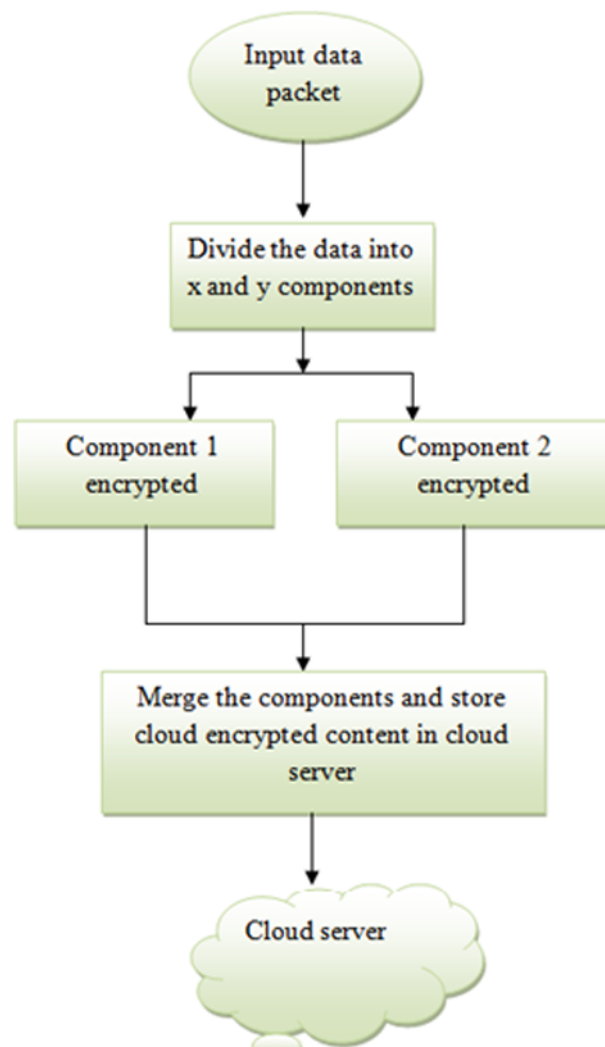 Input data
packet
Divide the data into
x and y components
Component 1
encrypted
Component 2
encrypted
Merge the components and store
cloud encrypted content in cloud
server
Cloud server